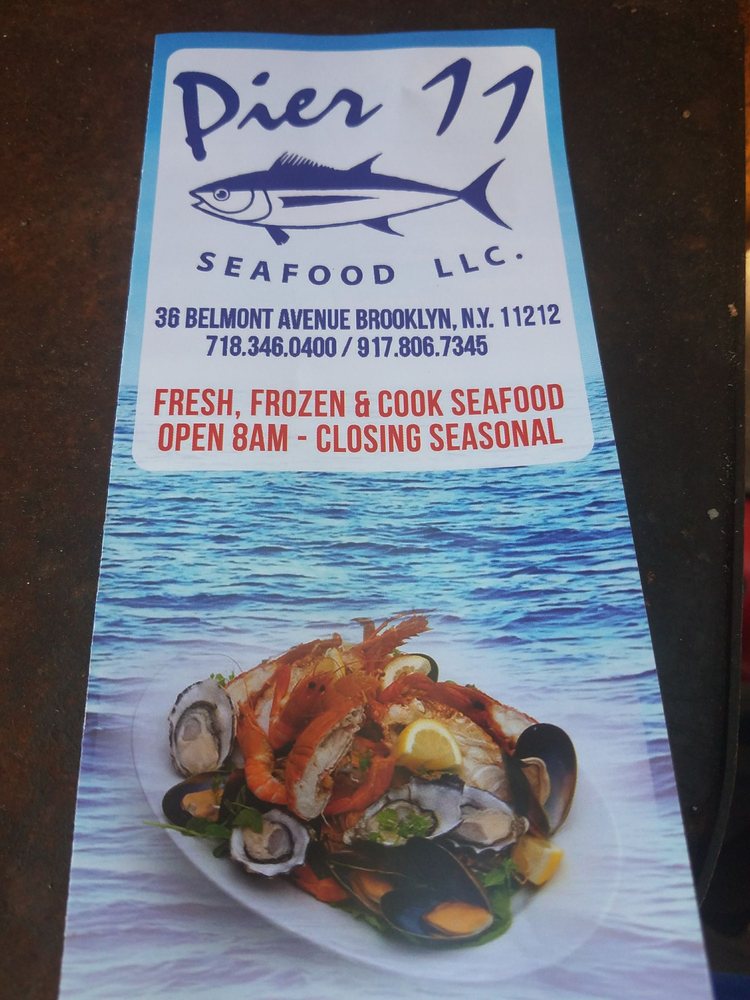 Pier 11
SEAFOOD LLC.
36 BELMONT AVENUE BROOKLYN, N.Y. 11212
718.346.0400 / 917.806.7345
FRESH, FROZEN & COOK SEAFOOD
OPEN 8AM - CLOSING SEASONAL